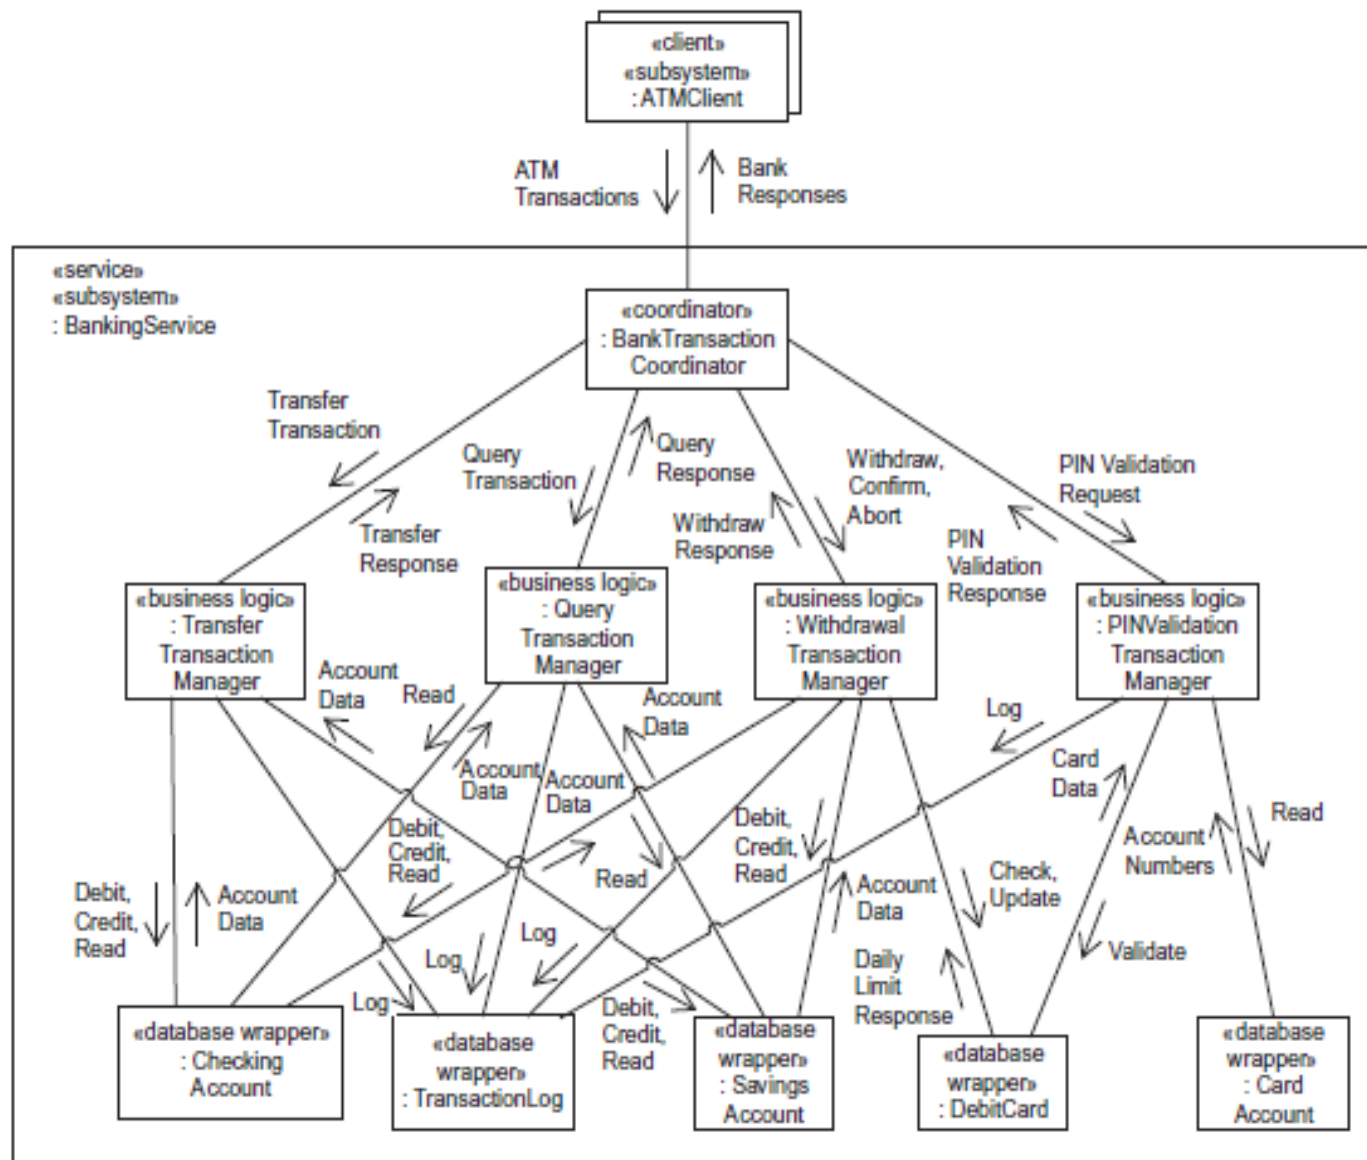 «client»
«subsystem»
: ATMClient
ATM
Transactions
Bank
Responses
«service»
«subsystem»
: BankingService
«coordinator»
: BankTransaction
Coordinator
Transfer
Transaction
Query
Transaction
Query
Response
Withdraw,
Confirm,
Abort
PIN Validation
Request
Transfer
Response
Withdraw
Response
PIN
Validation
Response
«business logic»
: Transfer
Transaction
Manager
«business logic»
: Query
Transaction
Manager
«business logic»
: Withdrawal
Transaction
Manager
«business logic»
: PINValidation
Transaction
Manager
Account
Data
Read
Account
Data
Log
Account
Data
Account
Data
Card
Data
Debit,
Credit,
Read
Debit,
Credit,
Read
Read
Account
Numbers
Read
Debit,
Credit,
Read
Account
Data
Account
Data
Check,
Update
Log
Log
Log
Daily
Limit
Response
Validate
Debit,
Credit,
Read
«database wrapper»
: Checking
Account
«database
wrapper»
: TransactionLog
«database
wrapper»
: Savings
Account
«database
wrapper»
: DebitCard
«database
wrapper»
: Card
Account